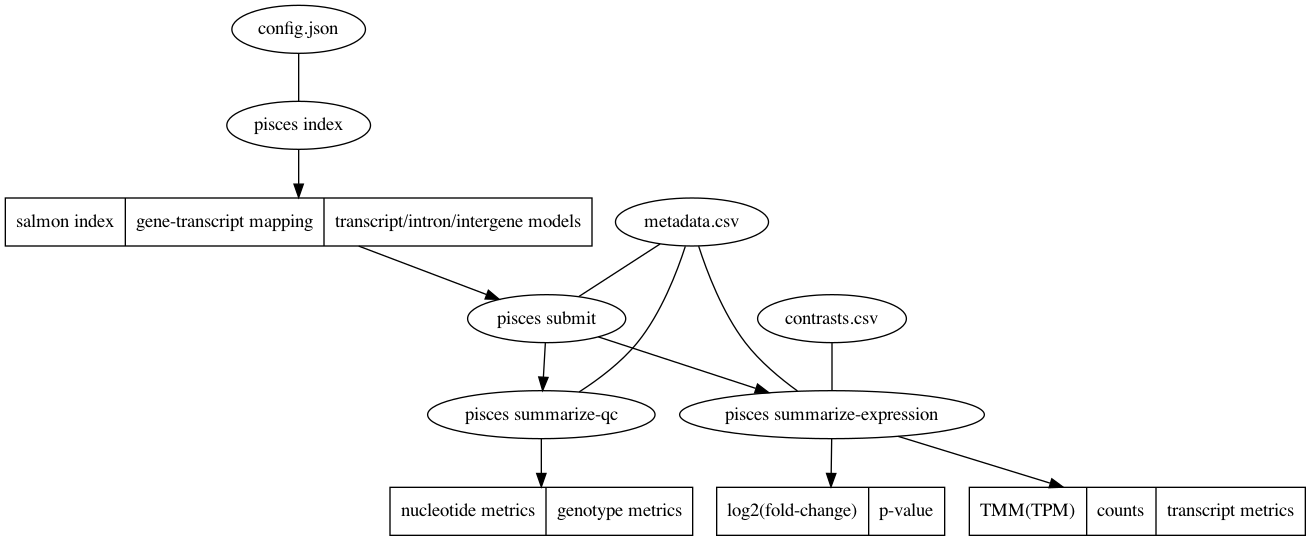 config.json
pisces index
salmon index
gene-transcript mapping
transcript/intron/intergene models
metadata.csv
pisces submit
contrasts.csv
pisces summarize-qc
pisces summarize-expression
nucleotide metrics
genotype metrics
log2(fold-change)
p-value
TMM(TPM)
counts
transcript metrics